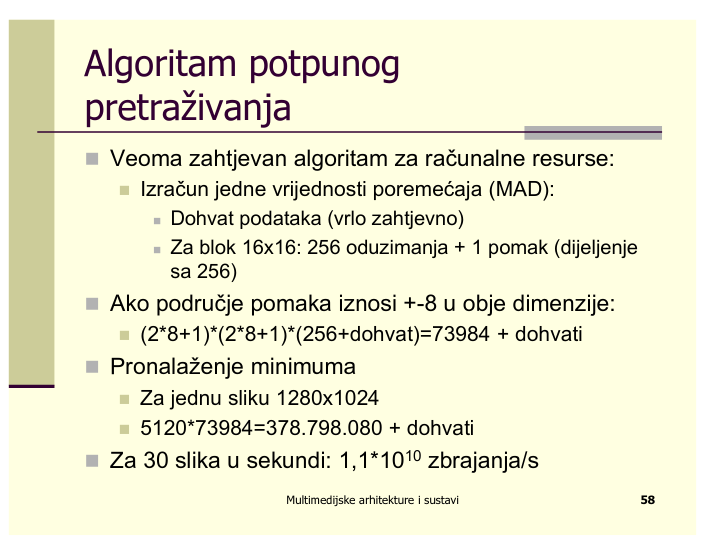 Algoritam potpunog
pretraživanja
Veoma zahtjevan algoritam za računalne resurse:
Izračun jedne vrijednosti poremećaja (MAD):
Dohvat podataka (vrlo zahtjevno)
Za blok 16x16: 256 oduzimanja + 1 pomak (dijeljenje
sa 256)
Ako područje pomaka iznosi +-8 u obje dimenzije:
(2*8+1)*(2*8+1)*(256+dohvat)=73984 + dohvati
Pronalaženje minimuma
Za jednu sliku 1280x1024
5120*73984=378.798.080 + dohvati
Za 30 slika u sekundi: 1,1*10¹⁰ zbrajanja/s
Multimedijske arhitekture i sustavi
58